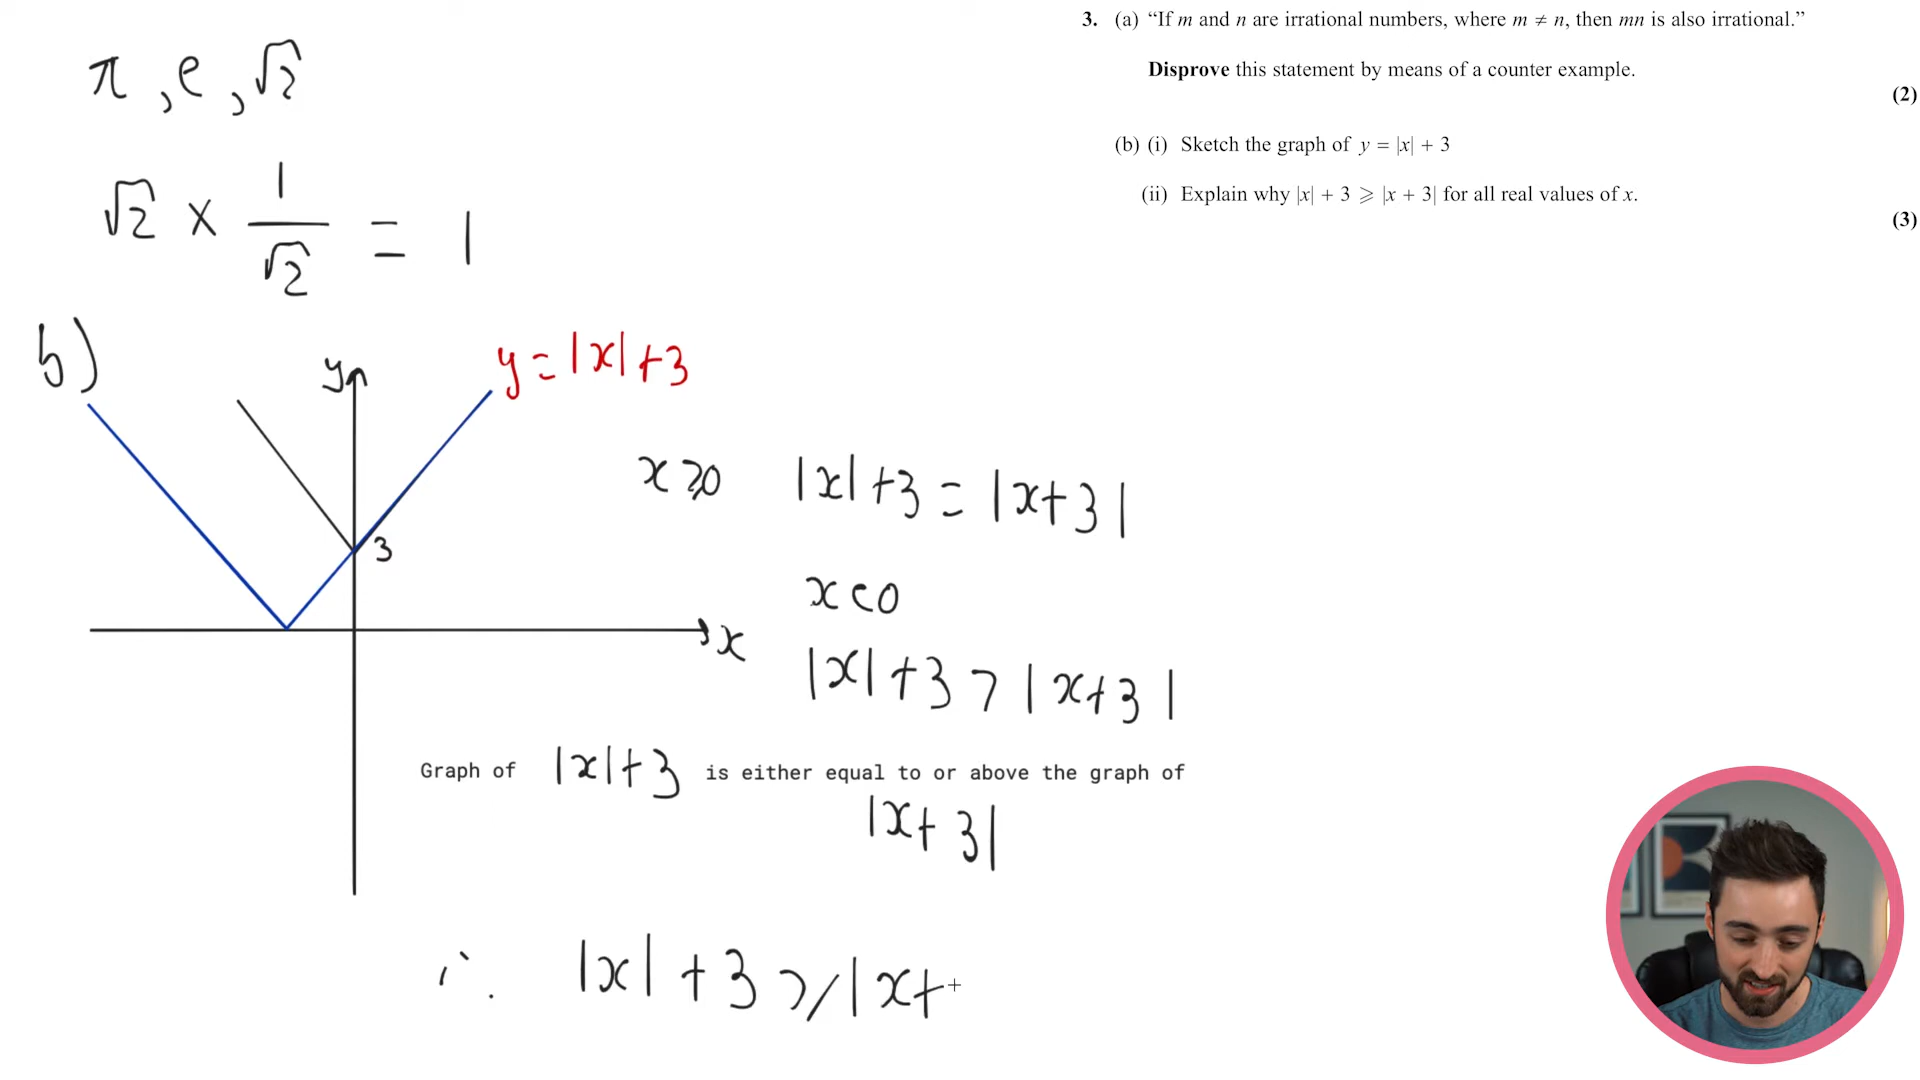 π, e, √2
√2 × 1/√2 = 1
3. (a) “If m and n are irrational numbers, where m ≠ n, then mn is also irrational.”
Disprove this statement by means of a counter example.
(2)
(b) (i) Sketch the graph of y = |x| + 3
(ii) Explain why |x| + 3 ⩾ |x + 3| for all real values of x.
(3)
b)
y
y = |x| + 3
3
x
x ⩾ 0 |x| + 3 = |x + 3|
x < 0
|x| + 3 > |x + 3|
Graph of |x| + 3 is either equal to or above the graph of
|x + 3|
∴ |x| + 3 ⩾ |x +